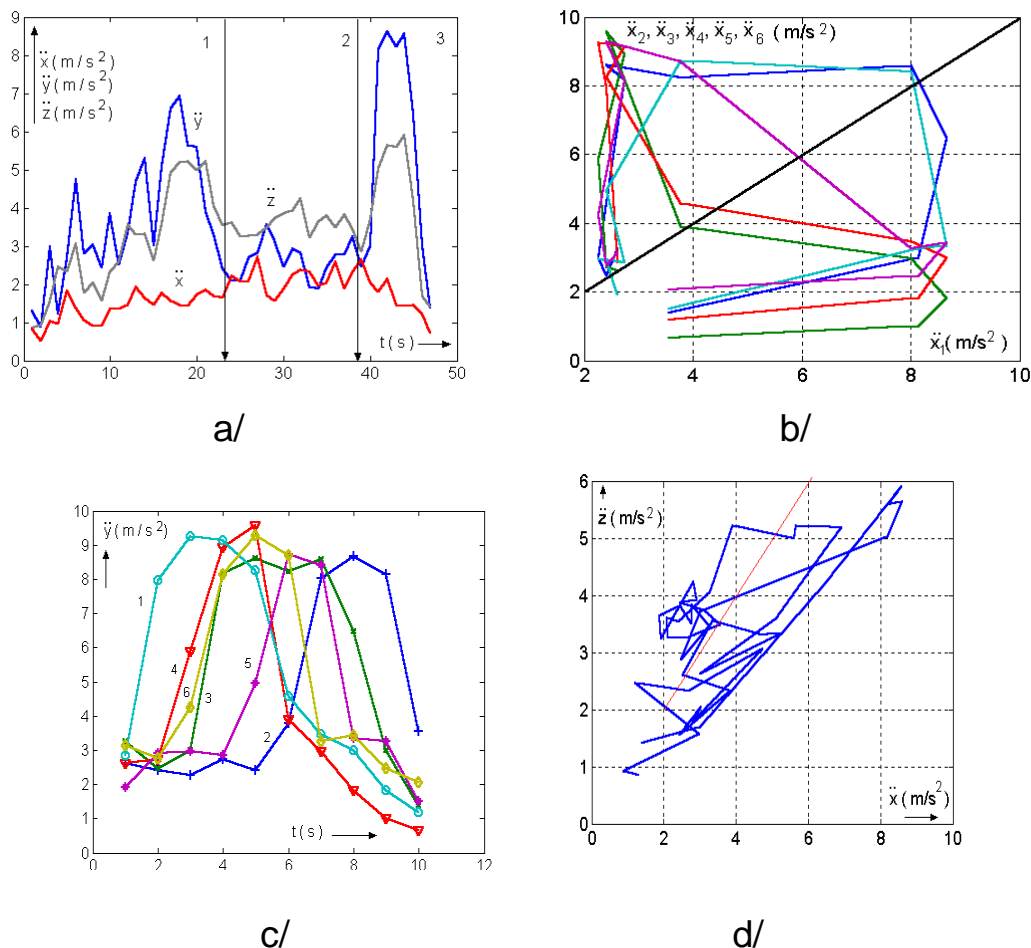 9
8
7
6
5
4
3
2
1
0
ẍ (m/s²)
ÿ (m/s²)
z̈ (m/s²)
1
2
3
ÿ
z̈
ẍ
t(s)
0 10 20 30 40 50
a/
10
8
6
4
2
0
ẍ₂, ẍ₃, ẍ₄, ẍ₅, ẍ₆ (m/s²)
ẍ₁(m/s²)
2 4 6 8 10
b/
10
9
8
7
6
5
4
3
2
1
0
ÿ(m/s²)
1
4
6
3
5
2
t(s)
0 2 4 6 8 10 12
c/
6
5
4
3
2
1
0
z̈(m/s²)
ẍ(m/s²)
0 2 4 6 8 10
d/